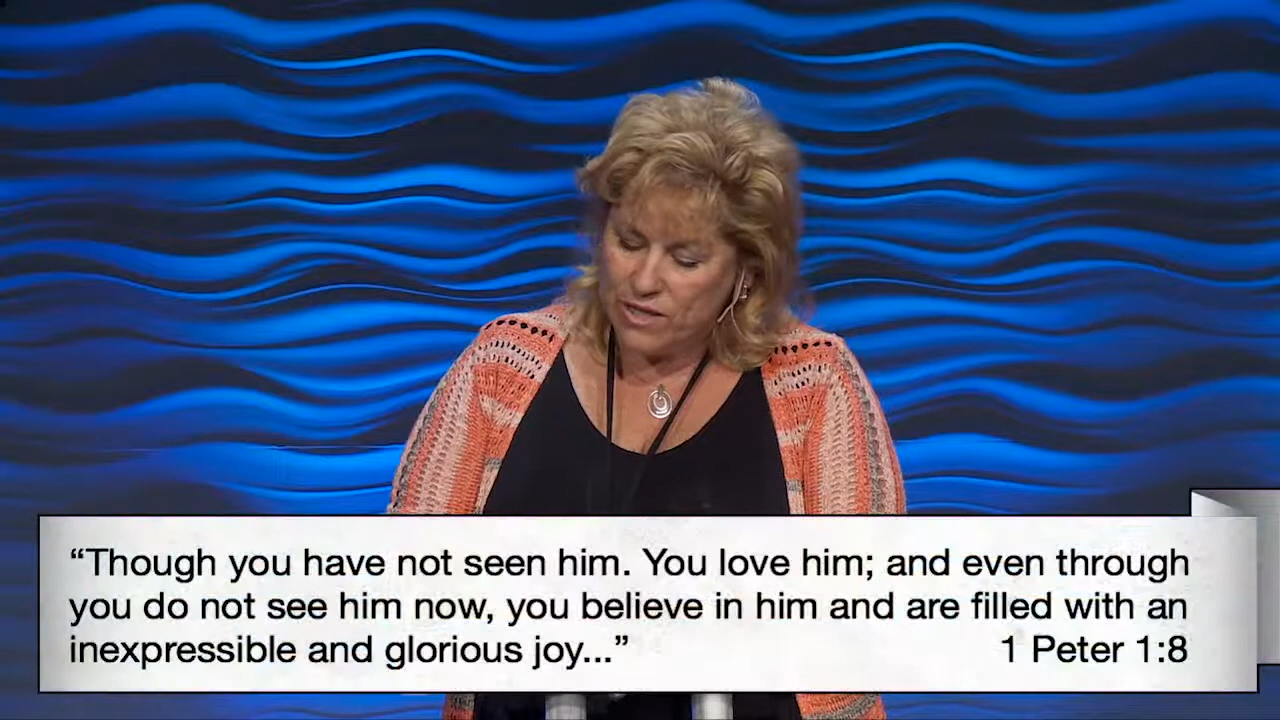 “Though you have not seen him. You love him; and even through
you do not see him now, you believe in him and are filled with an
inexpressible and glorious joy...” 1 Peter 1:8